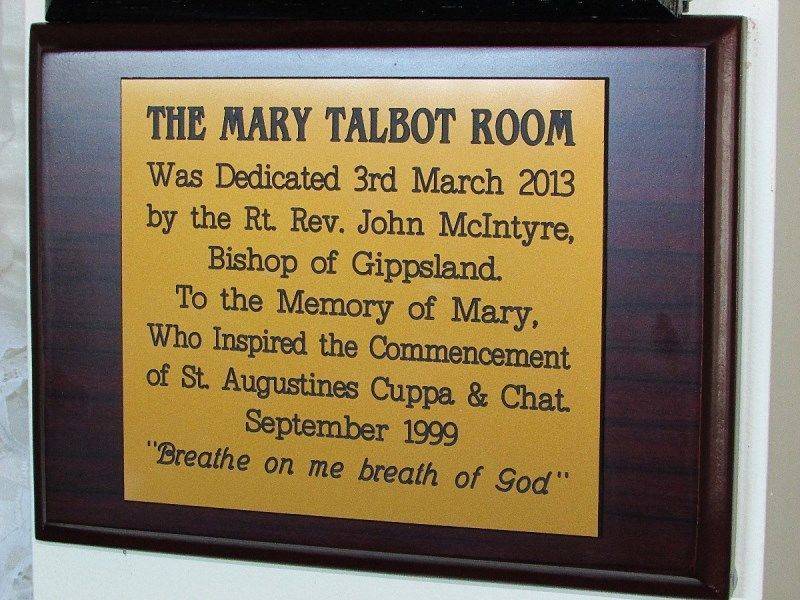 THE MARY TALBOT ROOM
Was Dedicated 3rd March 2013
by the Rt. Rev. John McIntyre,
Bishop of Gippsland.
To the Memory of Mary,
Who Inspired the Commencement
of St. Augustines Cuppa & Chat.
September 1999
"Breathe on me breath of God"